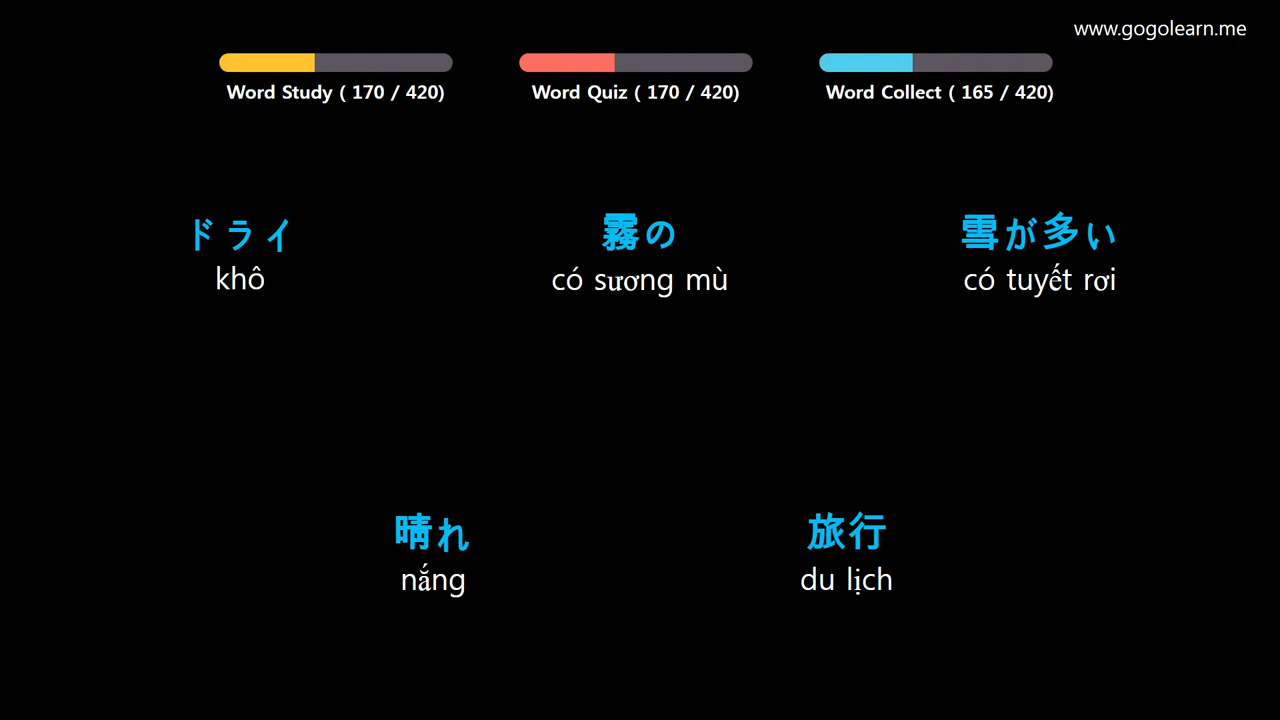 www.gogolearn.me
Word Study ( 170 / 420)
Word Quiz ( 170 / 420)
Word Collect ( 165 / 420)
ドライ
khô
霧の
có sương mù
雪が多い
có tuyết rơi
晴れ
nắng
旅行
du lịch